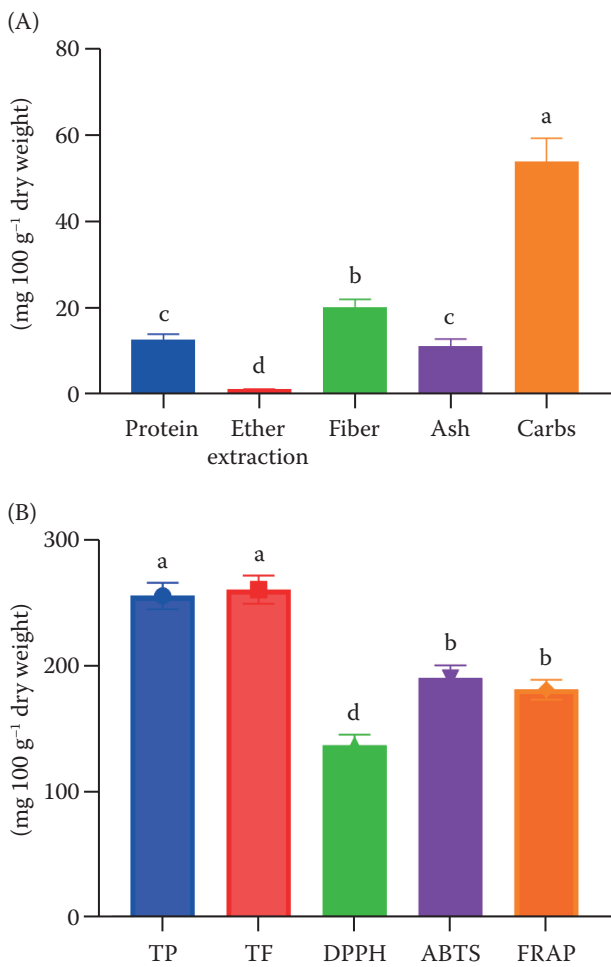 (A)
(mg 100 g⁻¹ dry weight)
80
60
40
20
0
c
d
b
c
a
Protein
Ether
extraction
Fiber
Ash
Carbs
(B)
(mg 100 g⁻¹ dry weight)
300
200
100
0
a
a
d
b
b
TP
TF
DPPH
ABTS
FRAP